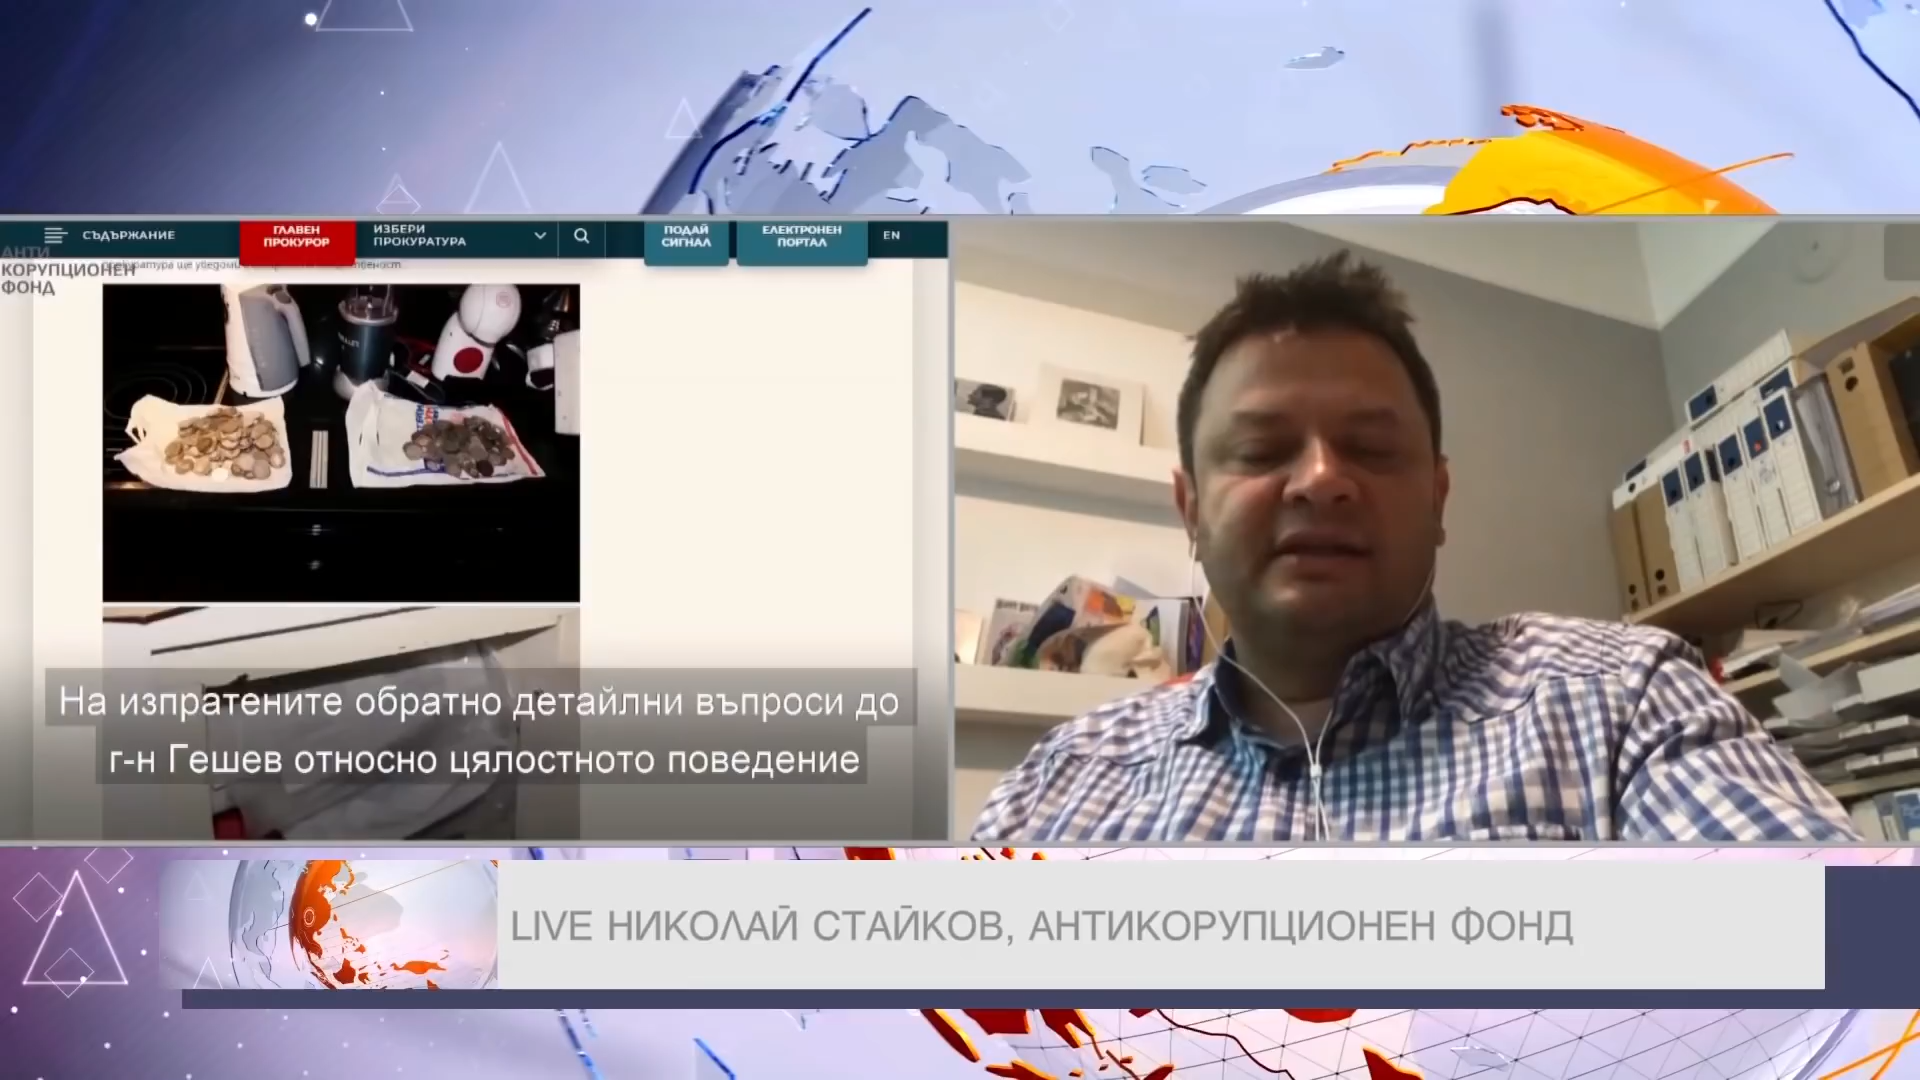 СЪДЪРЖАНИЕ
ГЛАВЕН
ПРОКУРОР
ИЗБЕРИ
ПРОКУРАТУРА
ПОДАЙ
СИГНАЛ
ЕЛЕКТРОНЕН
ПОРТАЛ
EN
АНТИ
КОРУПЦИОНЕН
ФОНД
На изпратените обратно детайлни въпроси до
г-н Гешев относно цялостното поведение
LIVE НИКОЛАЙ СТАЙКОВ, АНТИКОРУПЦИОНЕН ФОНД